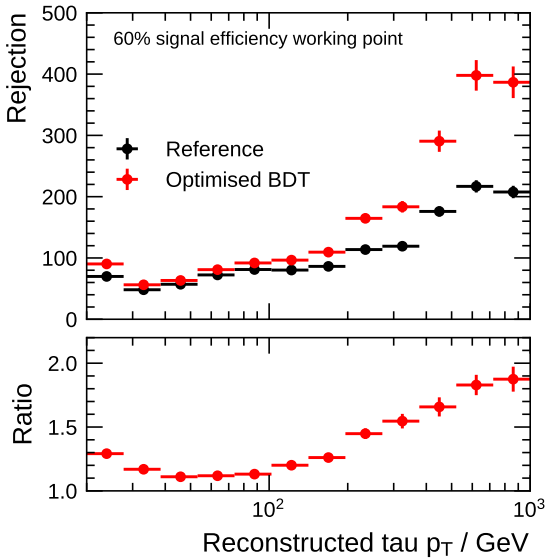 500
60% signal efficiency working point
Rejection
400
300
Reference
Optimised BDT
200
100
0
2.0
Ratio
1.5
1.0
10²
10³
Reconstructed tau p_T / GeV